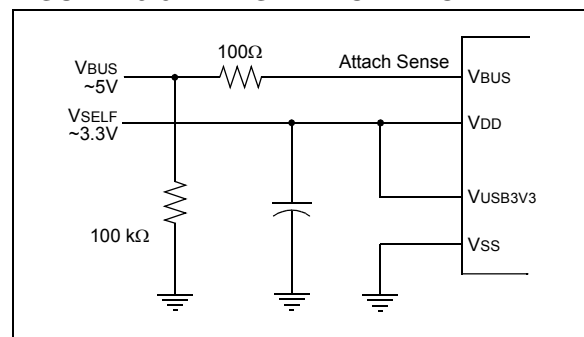 100Ω
Attach Sense
VBUS
~5V
VBUS
VSELF
~3.3V
VDD
100 kΩ
VUSB3V3
VSS